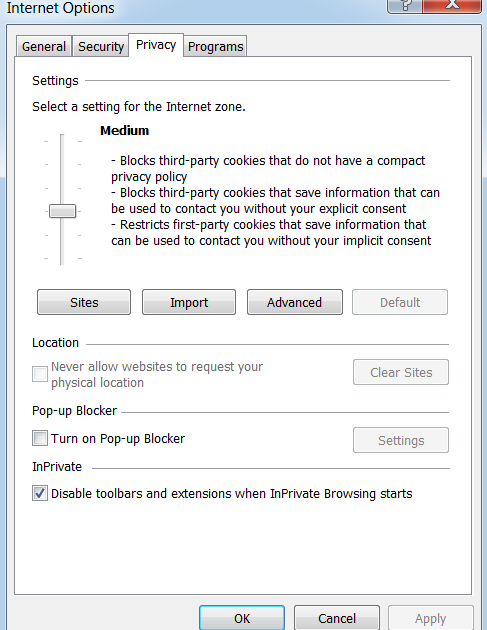 Internet Options
?
X
General Security Privacy Programs
Settings
Select a setting for the Internet zone.
Medium
- Blocks third-party cookies that do not have a compact
privacy policy
- Blocks third-party cookies that save information that can
be used to contact you without your explicit consent
- Restricts first-party cookies that save information that
can be used to contact you without your implicit consent
Sites Import Advanced Default
Location
Never allow websites to request your
physical location
Clear Sites
Pop-up Blocker
Turn on Pop-up Blocker
Settings
InPrivate
Disable toolbars and extensions when InPrivate Browsing starts
OK Cancel Apply